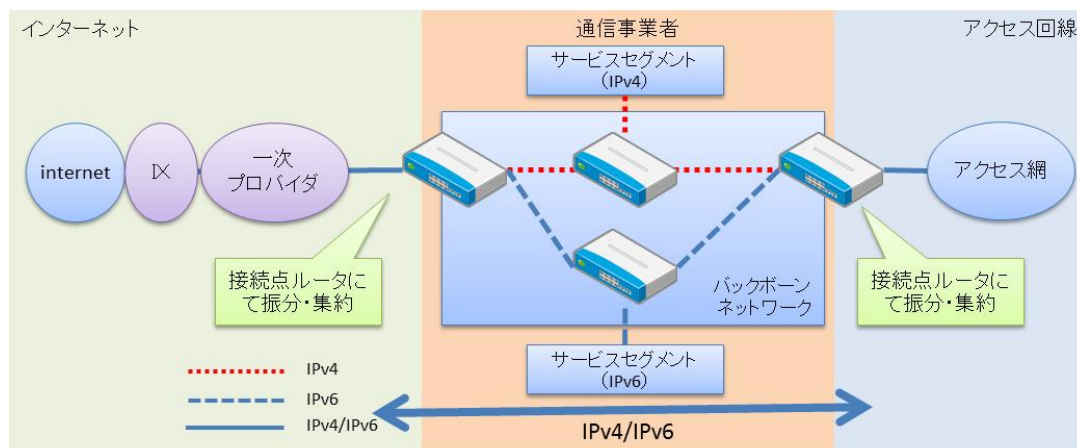 インターネット
通信事業者
アクセス回線
サービスセグメント
(IPv4)
internet
IX
一次
プロバイダ
アクセス網
接続点ルータに
て振分・集約
バックボーン
ネットワーク
接続点ルータに
て振分・集約
サービスセグメント
(IPv6)
IPv4
IPv6
IPv4/IPv6
IPv4/IPv6